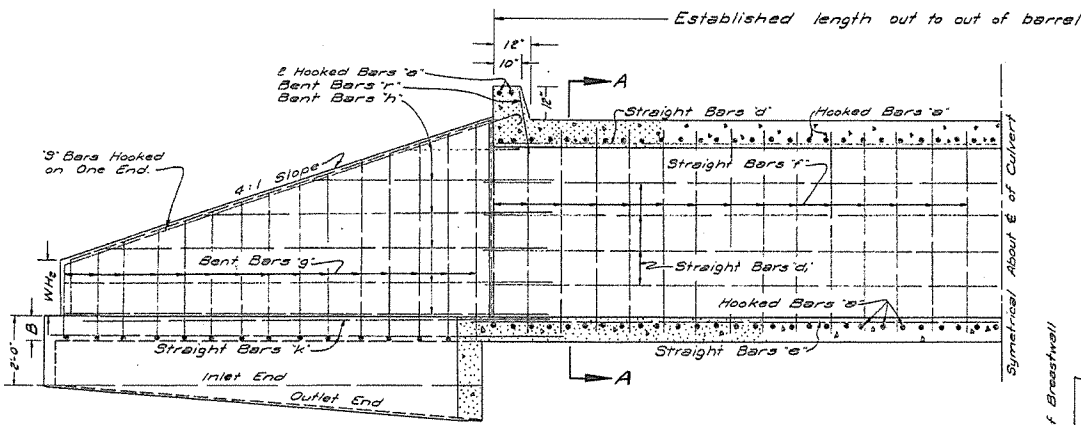 Established length out to out of barrel
12"
10"
2 Hooked Bars "a"
Bent Bars "r"
Bent Bars "h"
A
12"
Straight Bars "d"
Hooked Bars "a"
"S" Bars Hooked
on One End.
4:1 Slope
Straight Bars "f"
Bent Bars "g"
Straight Bars "d,"
WH2
B
2'-0"
Straight Bars "k"
Hooked Bars "a"
Straight Bars "e"
Inlet End
Outlet End
A
Symetrical About ℄ of Culvert
f Breastwall